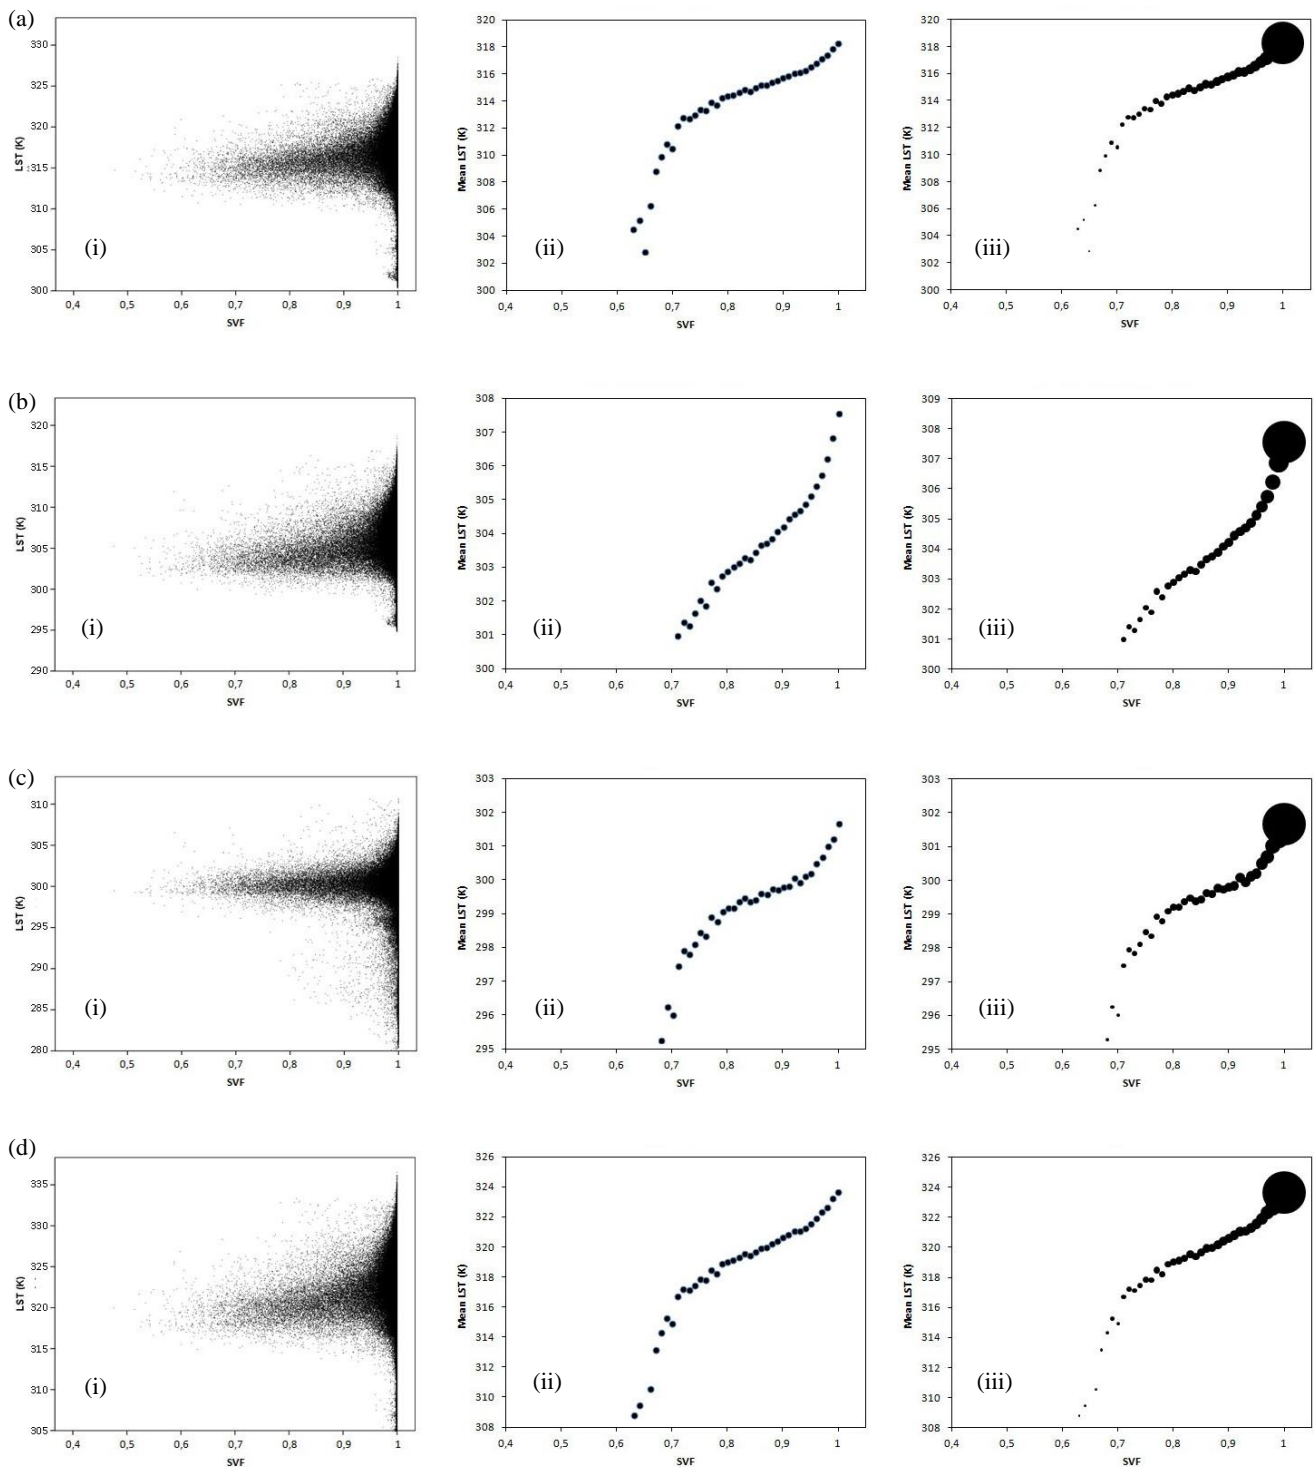 (a)
330
325
320
315
310
305
300
LST (K)
(i)
0,4 0,5 0,6 0,7 0,8 0,9 1
SVF
320
318
316
314
312
310
308
306
304
302
300
Mean LST (K)
(ii)
0,4 0,5 0,6 0,7 0,8 0,9 1
SVF
320
318
316
314
312
310
308
306
304
302
300
Mean LST (K)
(iii)
0,4 0,5 0,6 0,7 0,8 0,9 1
SVF
(b)
320
315
310
305
300
295
290
LST (K)
(i)
0,4 0,5 0,6 0,7 0,8 0,9 1
SVF
308
307
306
305
304
303
302
301
300
Mean LST (K)
(ii)
0,4 0,5 0,6 0,7 0,8 0,9 1
SVF
309
308
307
306
305
304
303
302
301
300
Mean LST (K)
(iii)
0,4 0,5 0,6 0,7 0,8 0,9 1
SVF
(c)
310
305
300
295
290
285
280
LST (K)
(i)
0,4 0,5 0,6 0,7 0,8 0,9 1
SVF
303
302
301
300
299
298
297
296
295
Mean LST (K)
(ii)
0,4 0,5 0,6 0,7 0,8 0,9 1
SVF
303
302
301
300
299
298
297
296
295
Mean LST (K)
(iii)
0,4 0,5 0,6 0,7 0,8 0,9 1
SVF
(d)
335
330
325
320
315
310
305
LST (K)
(i)
0,4 0,5 0,6 0,7 0,8 0,9 1
SVF
326
324
322
320
318
316
314
312
310
308
Mean LST (K)
(ii)
0,4 0,5 0,6 0,7 0,8 0,9 1
SVF
326
324
322
320
318
316
314
312
310
308
Mean LST (K)
(iii)
0,4 0,5 0,6 0,7 0,8 0,9 1
SVF